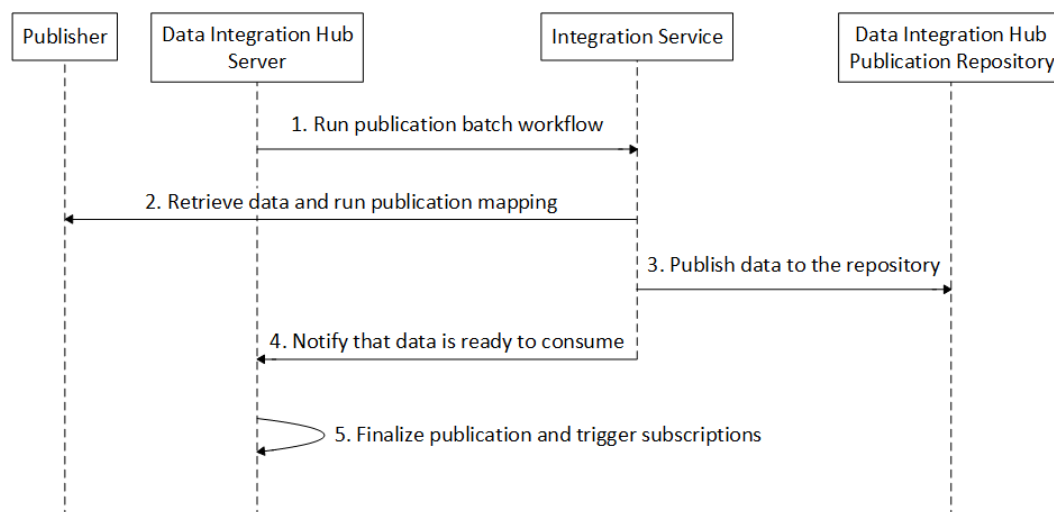 Publisher
Data Integration Hub
Server
Integration Service
Data Integration Hub
Publication Repository
1. Run publication batch workflow
2. Retrieve data and run publication mapping
3. Publish data to the repository
4. Notify that data is ready to consume
5. Finalize publication and trigger subscriptions